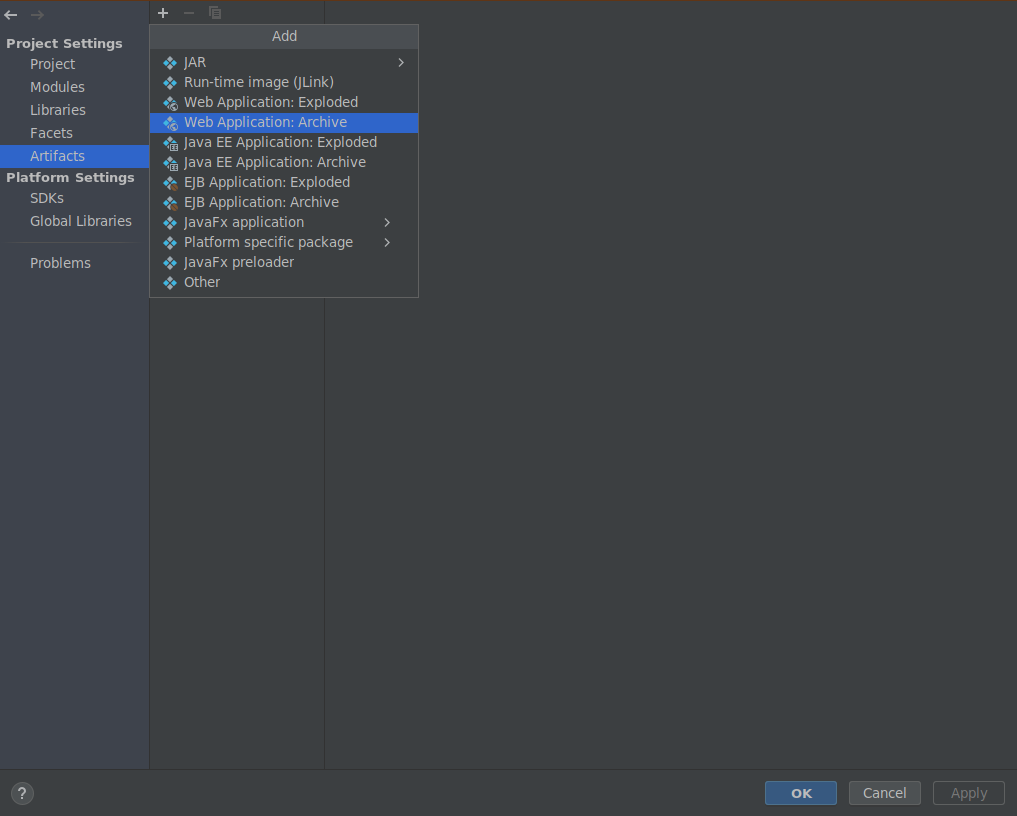 Project Settings
Project
Modules
Libraries
Facets
Artifacts
Platform Settings
SDKs
Global Libraries
Problems
Add
JAR
Run-time image (JLink)
Web Application: Exploded
Web Application: Archive
Java EE Application: Exploded
Java EE Application: Archive
EJB Application: Exploded
EJB Application: Archive
JavaFx application
Platform specific package
JavaFx preloader
Other
?
OK
Cancel
Apply